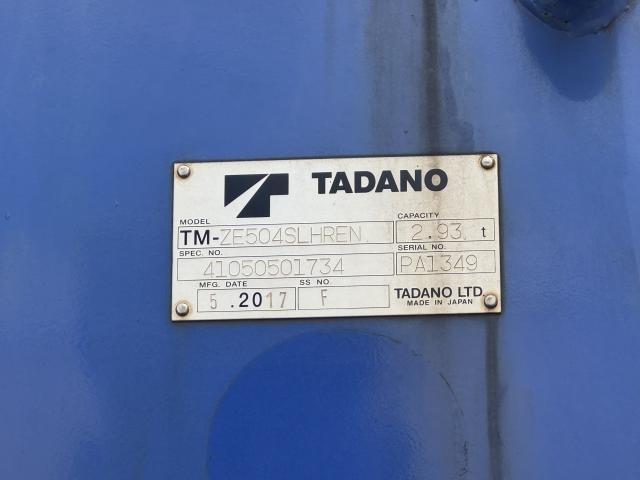 TADANO
MODEL
TM-ZE504SLHREN
CAPACITY
2.93 t
SPEC. NO.
41050501734
SERIAL NO.
PA1349
MFG. DATE
5 .2017
SS NO.
F
TADANO LTD
MADE IN JAPAN